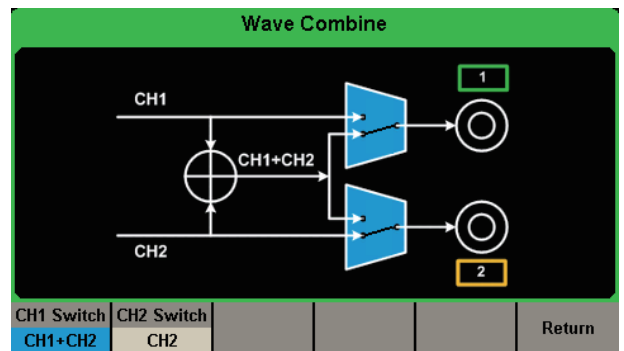 Wave Combine
1
CH1
CH1+CH2
CH2
2
CH1 Switch CH2 Switch
CH1+CH2 CH2 Return